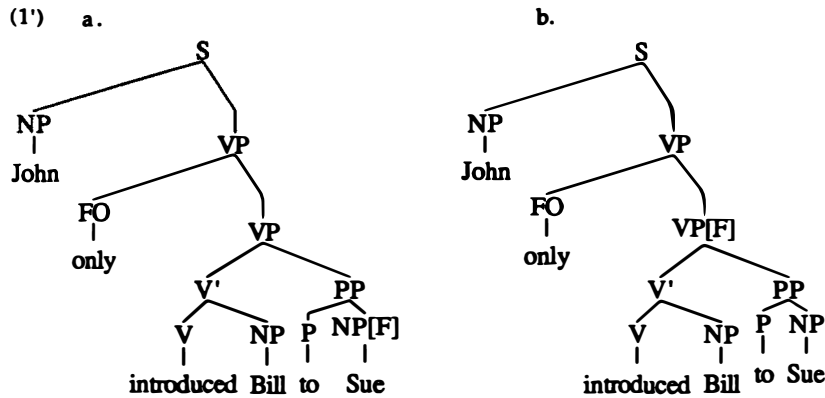 (1') a. b.
S S
NP NP
VP VP
John John
FO FO
VP VP[F]
only only
V' PP V' PP
V NP P NP[F] V NP P NP
introduced Bill to Sue introduced Bill to Sue